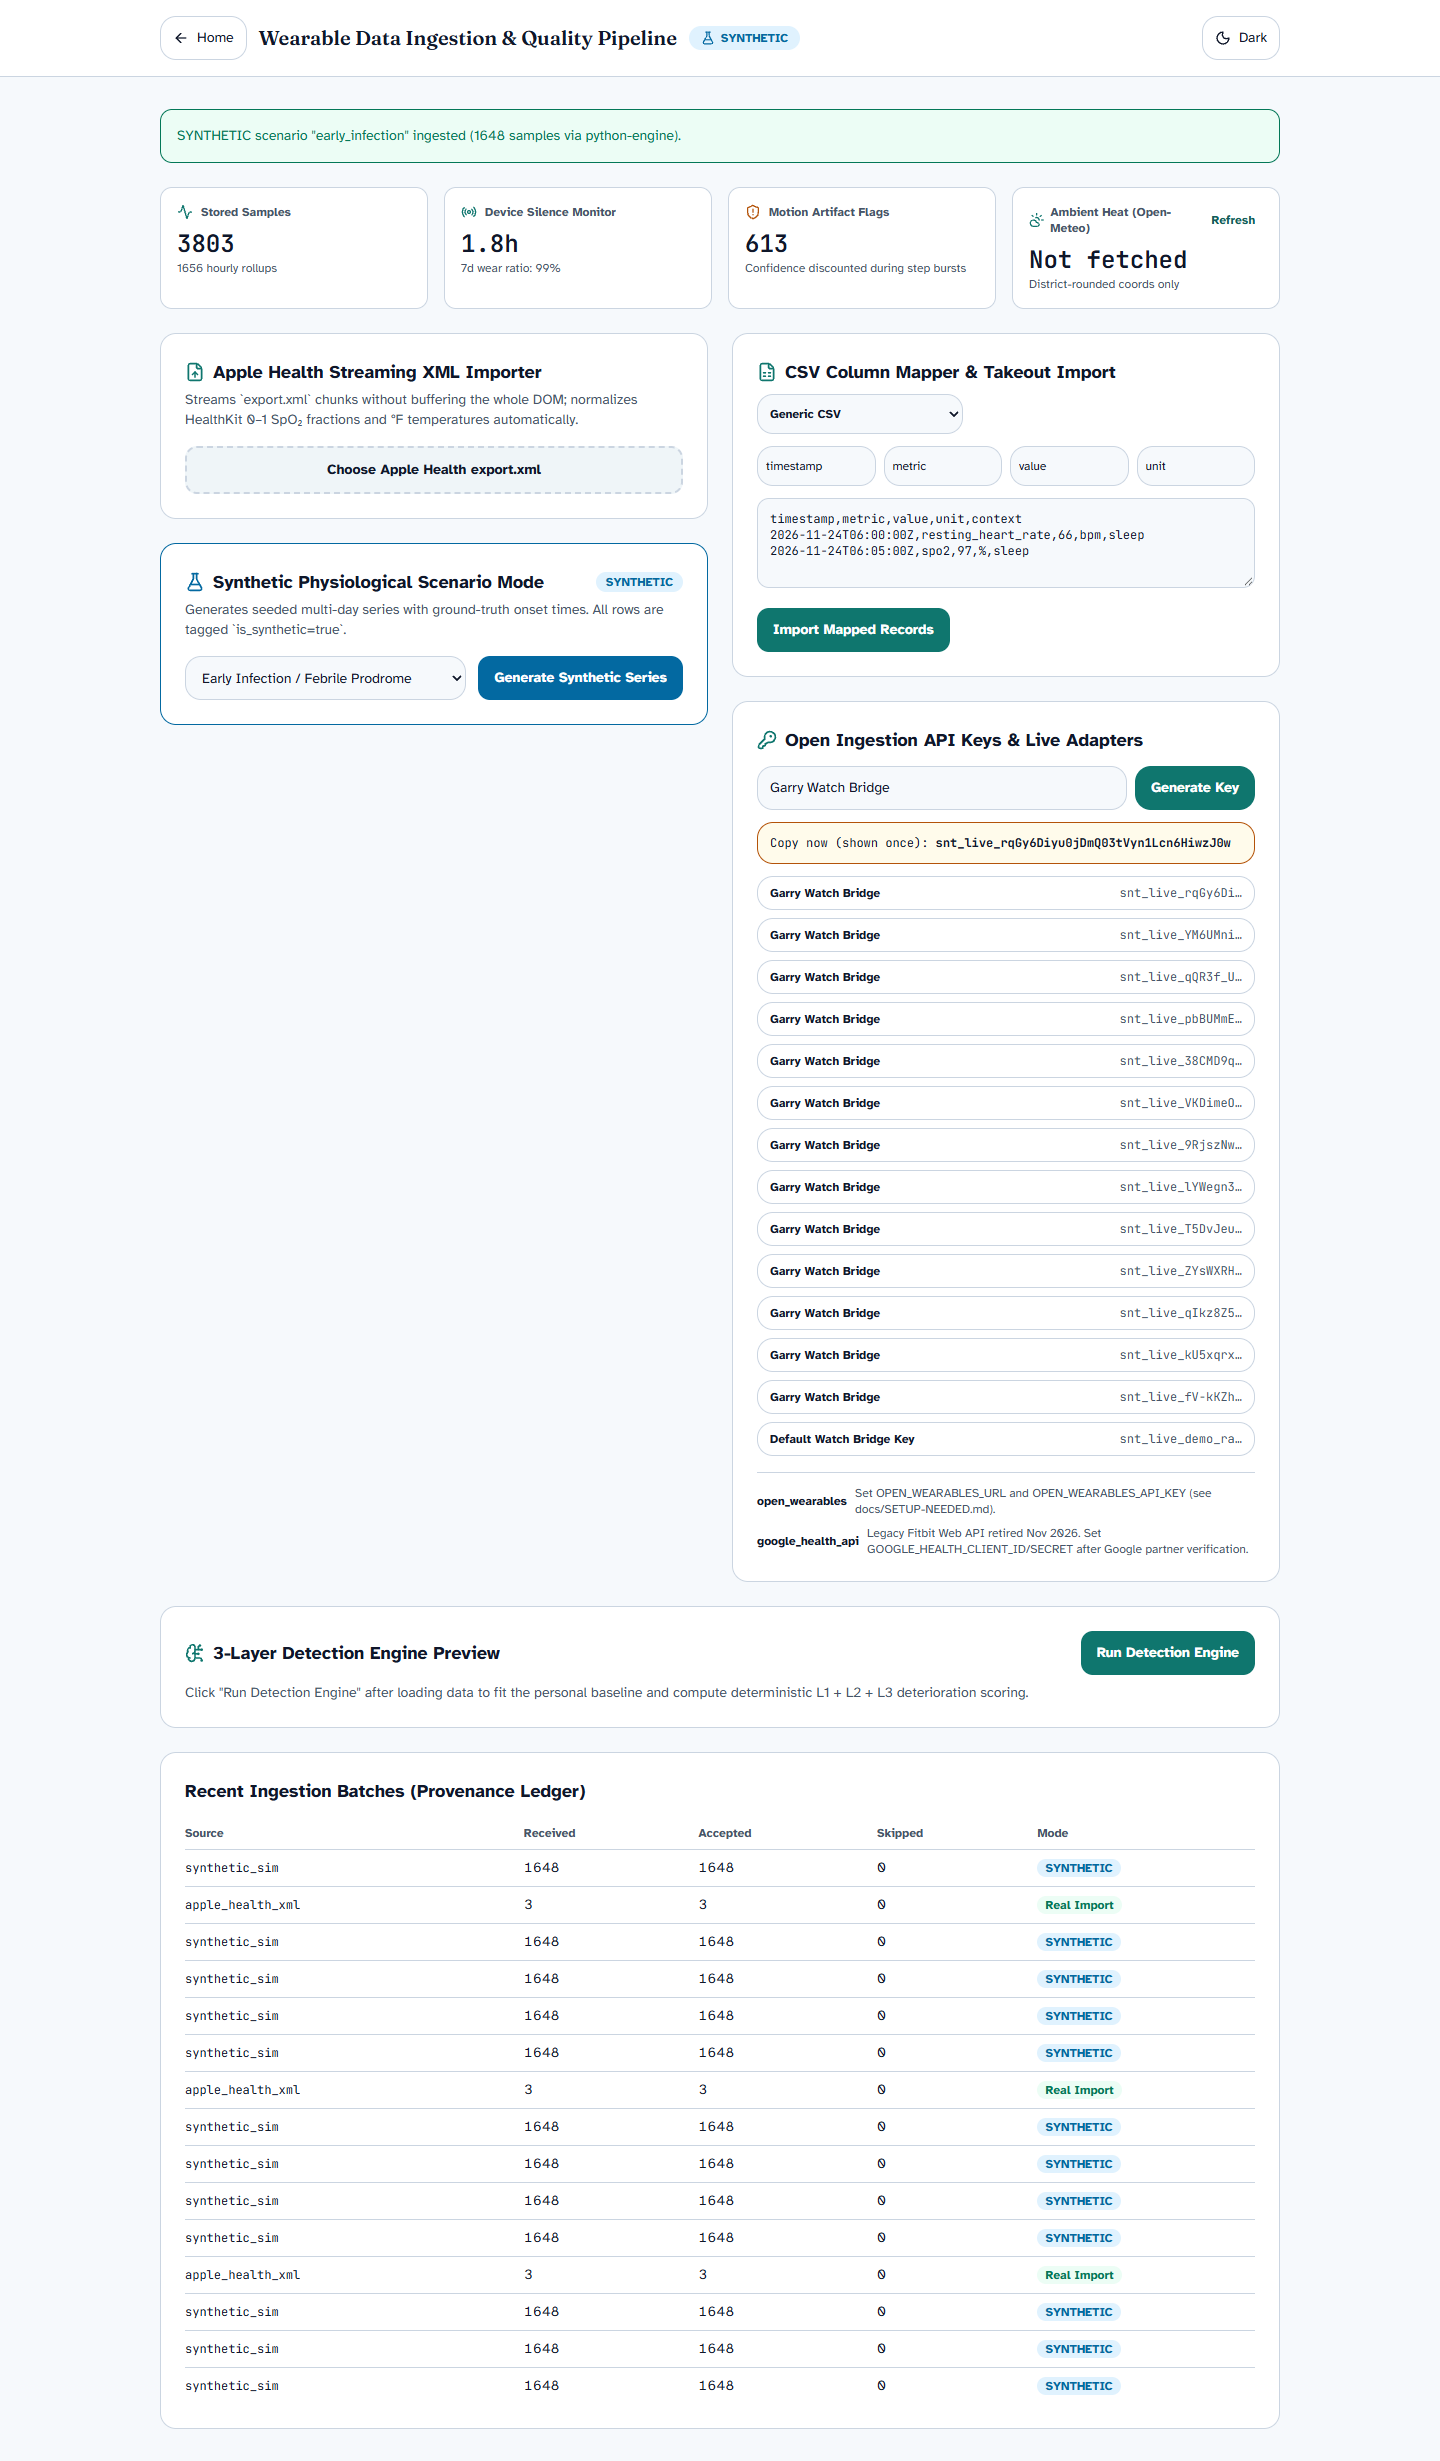 Home
Wearable Data Ingestion & Quality Pipeline
SYNTHETIC
Dark
SYNTHETIC scenario "early_infection" ingested (1648 samples via python-engine).
Stored Samples
3803
1656 hourly rollups
Device Silence Monitor
1.8h
7d wear ratio: 99%
Motion Artifact Flags
613
Confidence discounted during step bursts
Ambient Heat (Open-
Meteo)
Refresh
Not fetched
District-rounded coords only
Apple Health Streaming XML Importer
Streams `export.xml` chunks without buffering the whole DOM; normalizes
HealthKit 0–1 SpO₂ fractions and °F temperatures automatically.
Choose Apple Health export.xml
Synthetic Physiological Scenario Mode
SYNTHETIC
Generates seeded multi-day series with ground-truth onset times. All rows are
tagged `is_synthetic=true`.
Early Infection / Febrile Prodrome
Generate Synthetic Series
CSV Column Mapper & Takeout Import
Generic CSV
timestamp
metric
value
unit
timestamp,metric,value,unit,context
2026-11-24T06:00:00Z,resting_heart_rate,66,bpm,sleep
2026-11-24T06:05:00Z,spo2,97,%,sleep
Import Mapped Records
Open Ingestion API Keys & Live Adapters
Garry Watch Bridge
Generate Key
Copy now (shown once): snt_live_rqGy6Diyu0jDmQ03tVyn1Lcn6HiwzJ0w
Garry Watch Bridge snt_live_rqGy6Di…
Garry Watch Bridge snt_live_YM6UMni…
Garry Watch Bridge snt_live_qQR3f_U…
Garry Watch Bridge snt_live_pbBUMmE…
Garry Watch Bridge snt_live_38CMD9q…
Garry Watch Bridge snt_live_VKDimeO…
Garry Watch Bridge snt_live_9RjszNw…
Garry Watch Bridge snt_live_lYWegn3…
Garry Watch Bridge snt_live_T5DvJeu…
Garry Watch Bridge snt_live_ZYsWXRH…
Garry Watch Bridge snt_live_qIkz8Z5…
Garry Watch Bridge snt_live_kU5xqrx…
Garry Watch Bridge snt_live_fV-kKZh…
Default Watch Bridge Key snt_live_demo_ra…
open_wearables
Set OPEN_WEARABLES_URL and OPEN_WEARABLES_API_KEY (see
docs/SETUP-NEEDED.md).
google_health_api
Legacy Fitbit Web API retired Nov 2026. Set
GOOGLE_HEALTH_CLIENT_ID/SECRET after Google partner verification.
3-Layer Detection Engine Preview
Run Detection Engine
Click "Run Detection Engine" after loading data to fit the personal baseline and compute deterministic L1 + L2 + L3 deterioration scoring.
Recent Ingestion Batches (Provenance Ledger)
Source Received Accepted Skipped Mode
synthetic_sim 1648 1648 0 SYNTHETIC
apple_health_xml 3 3 0 Real Import
synthetic_sim 1648 1648 0 SYNTHETIC
synthetic_sim 1648 1648 0 SYNTHETIC
synthetic_sim 1648 1648 0 SYNTHETIC
synthetic_sim 1648 1648 0 SYNTHETIC
apple_health_xml 3 3 0 Real Import
synthetic_sim 1648 1648 0 SYNTHETIC
synthetic_sim 1648 1648 0 SYNTHETIC
synthetic_sim 1648 1648 0 SYNTHETIC
synthetic_sim 1648 1648 0 SYNTHETIC
apple_health_xml 3 3 0 Real Import
synthetic_sim 1648 1648 0 SYNTHETIC
synthetic_sim 1648 1648 0 SYNTHETIC
synthetic_sim 1648 1648 0 SYNTHETIC